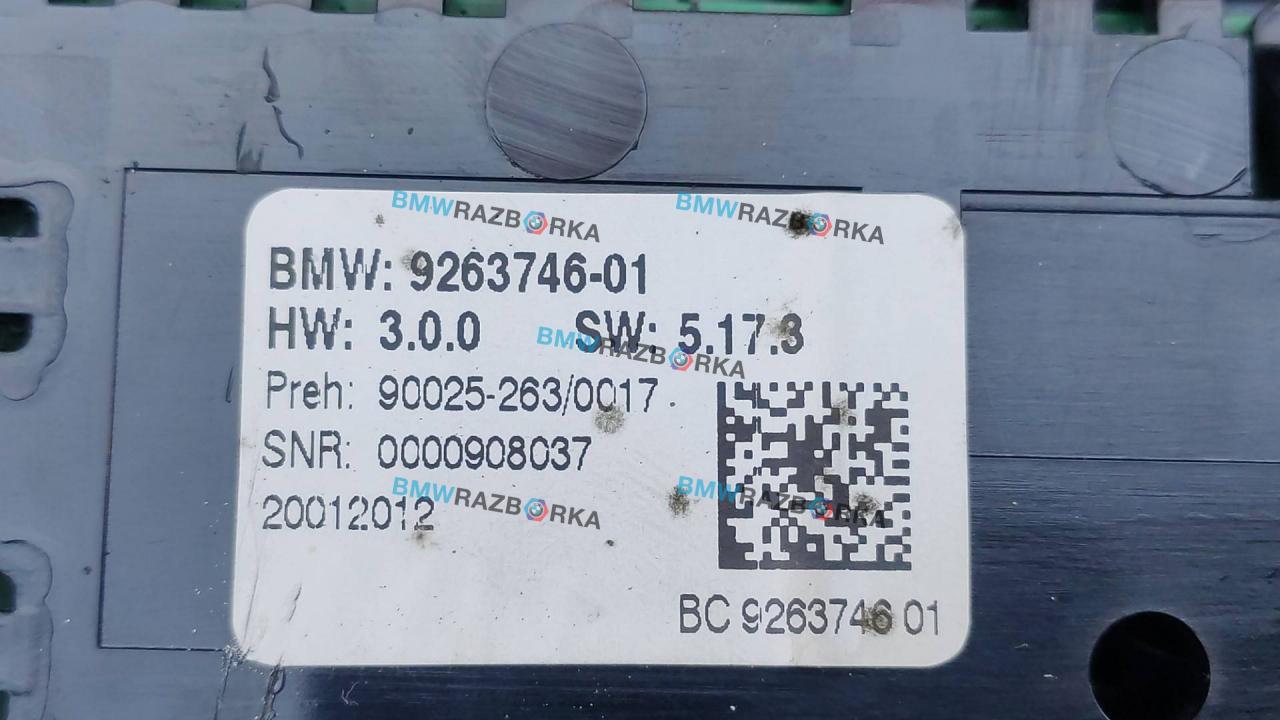 BMWRAZBORKA BMWRAZBORKA
BMW: 9263746-01
HW: 3.0.0 SW: 5.17.3
BMWRAZBORKA
Preh: 90025-263/0017
SNR: 0000908037
20012012
BMWRAZBORKA BMWRAZBORKA
BC 9263746 01